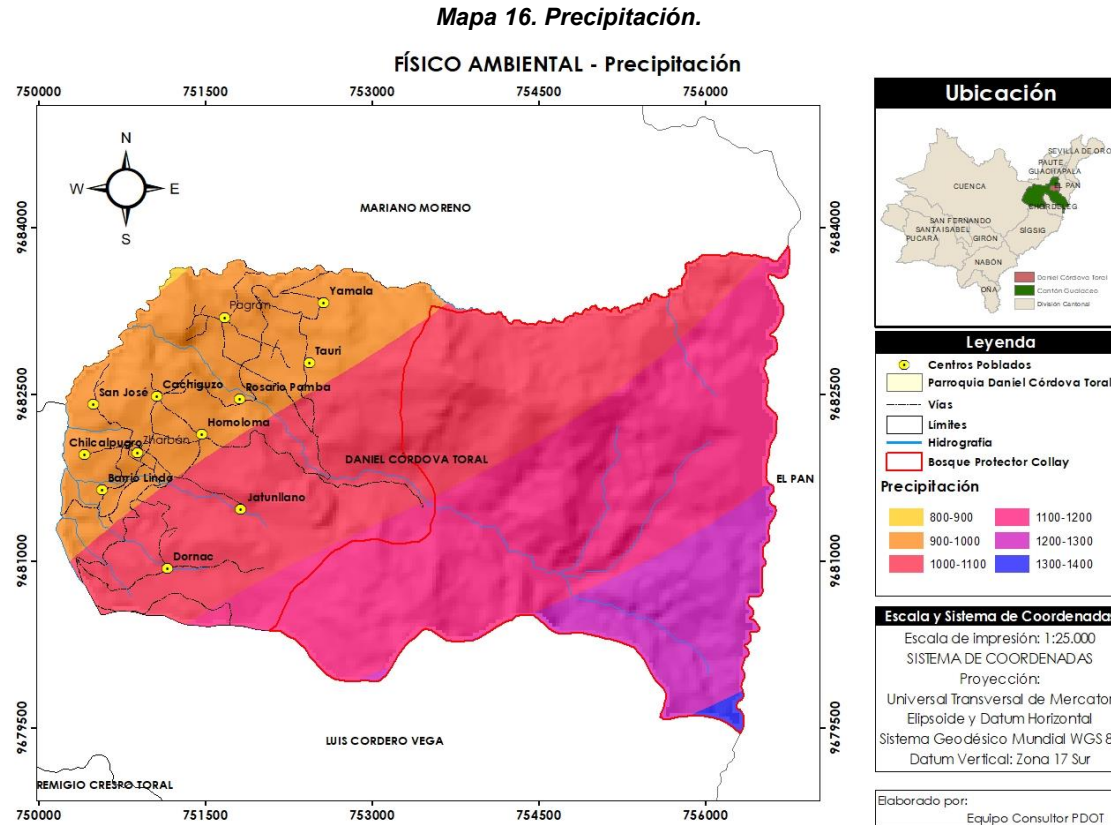 Mapa 16. Precipitación.
FÍSICO AMBIENTAL - Precipitación
750000 751500 753000 754500 756000
N
W E
S
9684000
9682500
9681000
9679500
9684000
9682500
9681000
9679500
MARIANO MORENO
Yamala
Pagrán
Tauri
San José
Cachiguzo
Rosario Pamba
Homoloma
Chilcalpugro
Zharbán
DANIEL CÓRDOVA TORAL
EL PAN
Barrio Lindo
Jatunllano
Dornac
LUIS CORDERO VEGA
REMIGIO CRESPO TORAL
750000 751500 753000 754500 756000
Ubicación
SEVILLA DE ORO
PAUTE
GUACHAPALA
EL PAN
CUENCA
CHORDELEG
SAN FERNANDO
SANTA ISABEL
SIGSIG
PUCARÁ
GIRÓN
NABÓN
OÑA
Daniel Córdova Toral
Cantón Gualaceo
División Cantonal
Leyenda
Centros Poblados
Parroquia Daniel Córdova Toral
Vías
Límites
Hidrografía
Bosque Protector Collay
Precipitación
800-900 1100-1200
900-1000 1200-1300
1000-1100 1300-1400
Escala y Sistema de Coordenadas
Escala de impresión: 1:25.000
SISTEMA DE COORDENADAS
Proyección:
Universal Transversal de Mercator
Elipsoide y Datum Horizontal
Sistema Geodésico Mundial WGS 8
Datum Vertical: Zona 17 Sur
Elaborado por:
Equipo Consultor PDOT